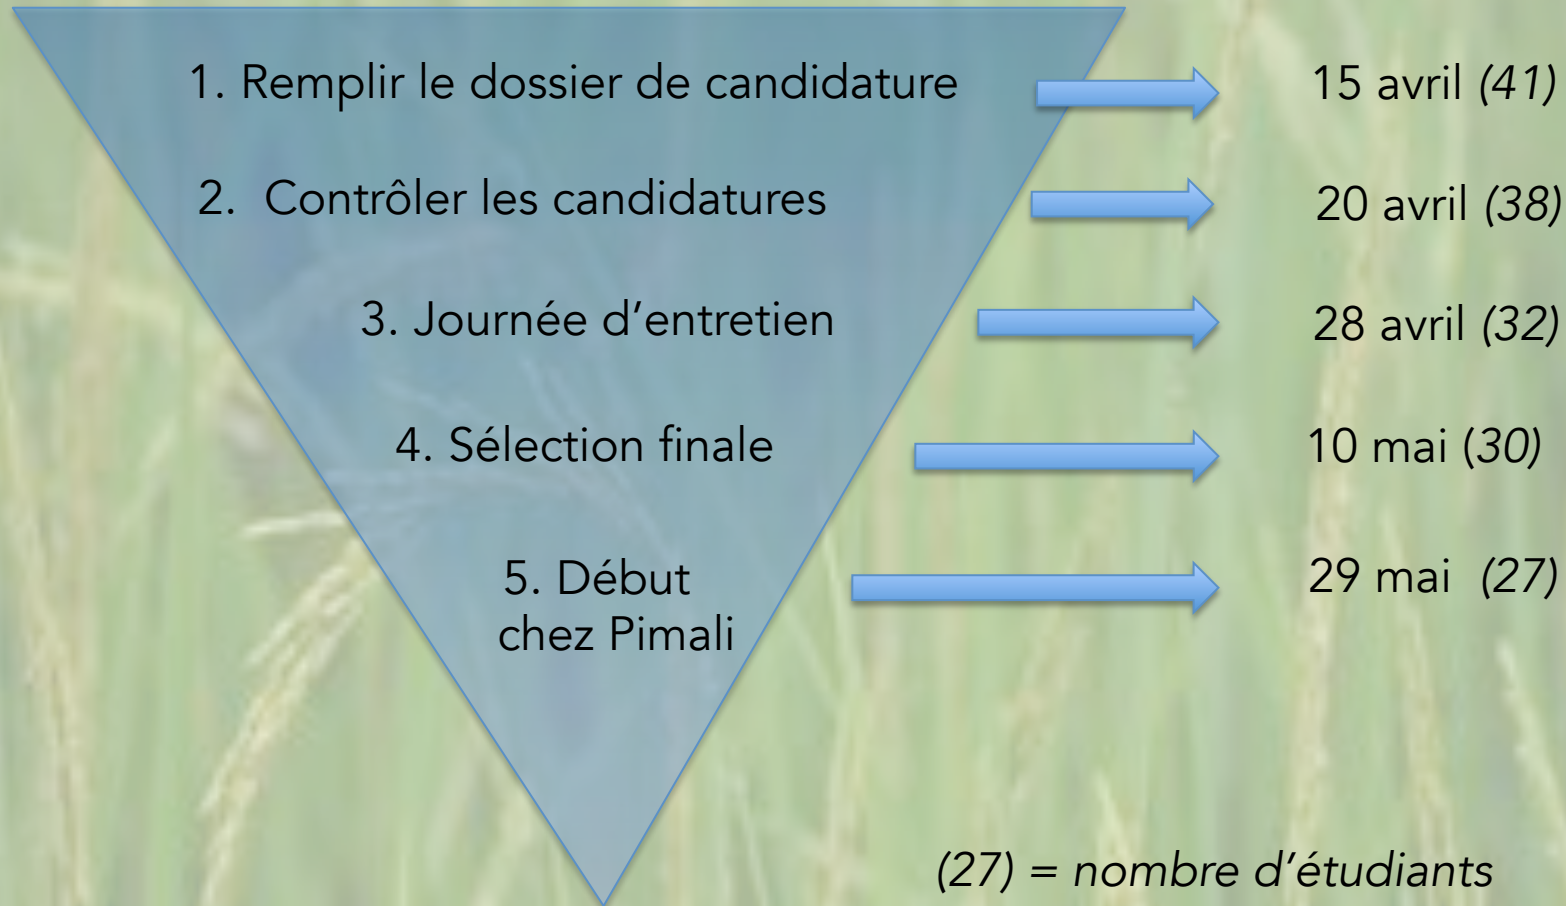 1. Remplir le dossier de candidature 15 avril (41)
2. Contrôler les candidatures 20 avril (38)
3. Journée d’entretien 28 avril (32)
4. Sélection finale 10 mai (30)
5. Début 29 mai (27)
chez Pimali
(27) = nombre d’étudiants